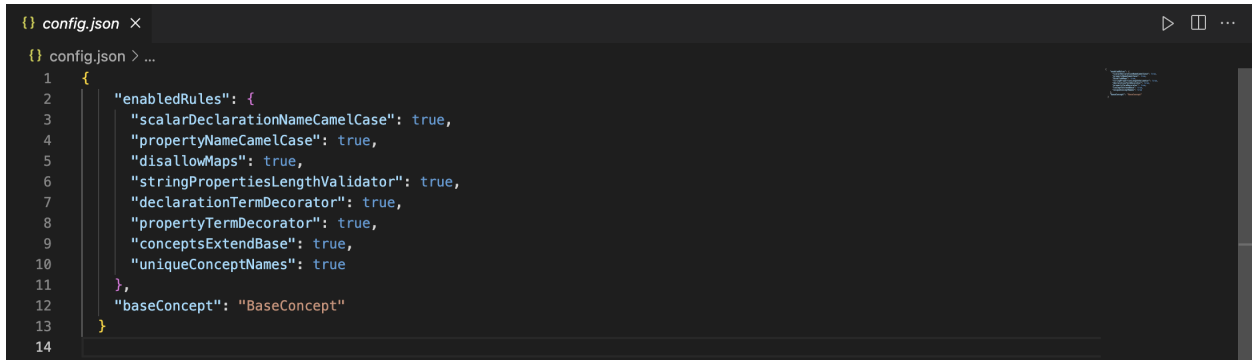 {} config.json ×
{} config.json > ...
1 {
2 "enabledRules": {
3 "scalarDeclarationNameCamelCase": true,
4 "propertyNameCamelCase": true,
5 "disallowMaps": true,
6 "stringPropertiesLengthValidator": true,
7 "declarationTermDecorator": true,
8 "propertyTermDecorator": true,
9 "conceptsExtendBase": true,
10 "uniqueConceptNames": true
11 },
12 "baseConcept": "BaseConcept"
13 }
14